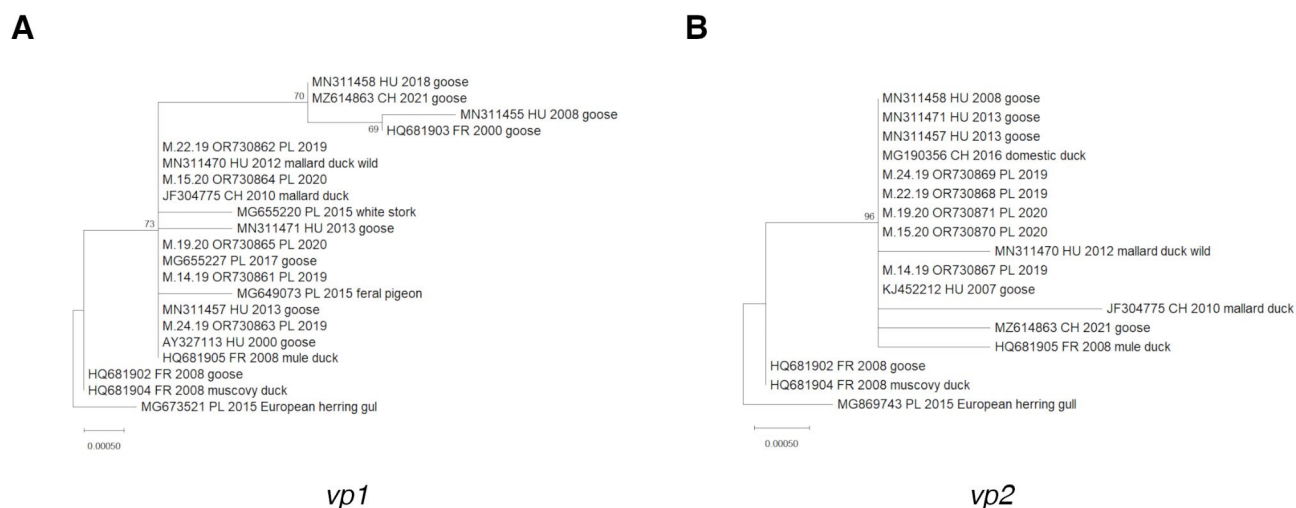 A
MN311458 HU 2018 goose
70
MZ614863 CH 2021 goose
MN311455 HU 2008 goose
69
HQ681903 FR 2000 goose
M.22.19 OR730862 PL 2019
MN311470 HU 2012 mallard duck wild
M.15.20 OR730864 PL 2020
JF304775 CH 2010 mallard duck
MG655220 PL 2015 white stork
73
MN311471 HU 2013 goose
M.19.20 OR730865 PL 2020
MG655227 PL 2017 goose
M.14.19 OR730861 PL 2019
MG649073 PL 2015 feral pigeon
MN311457 HU 2013 goose
M.24.19 OR730863 PL 2019
AY327113 HU 2000 goose
HQ681905 FR 2008 mule duck
HQ681902 FR 2008 goose
HQ681904 FR 2008 muscovy duck
MG673521 PL 2015 European herring gul
0.00050
vp1
B
MN311458 HU 2008 goose
MN311471 HU 2013 goose
MN311457 HU 2013 goose
MG190356 CH 2016 domestic duck
M.24.19 OR730869 PL 2019
M.22.19 OR730868 PL 2019
M.19.20 OR730871 PL 2020
96
M.15.20 OR730870 PL 2020
MN311470 HU 2012 mallard duck wild
M.14.19 OR730867 PL 2019
KJ452212 HU 2007 goose
JF304775 CH 2010 mallard duck
MZ614863 CH 2021 goose
HQ681905 FR 2008 mule duck
HQ681902 FR 2008 goose
HQ681904 FR 2008 muscovy duck
MG869743 PL 2015 European herring gull
0.00050
vp2